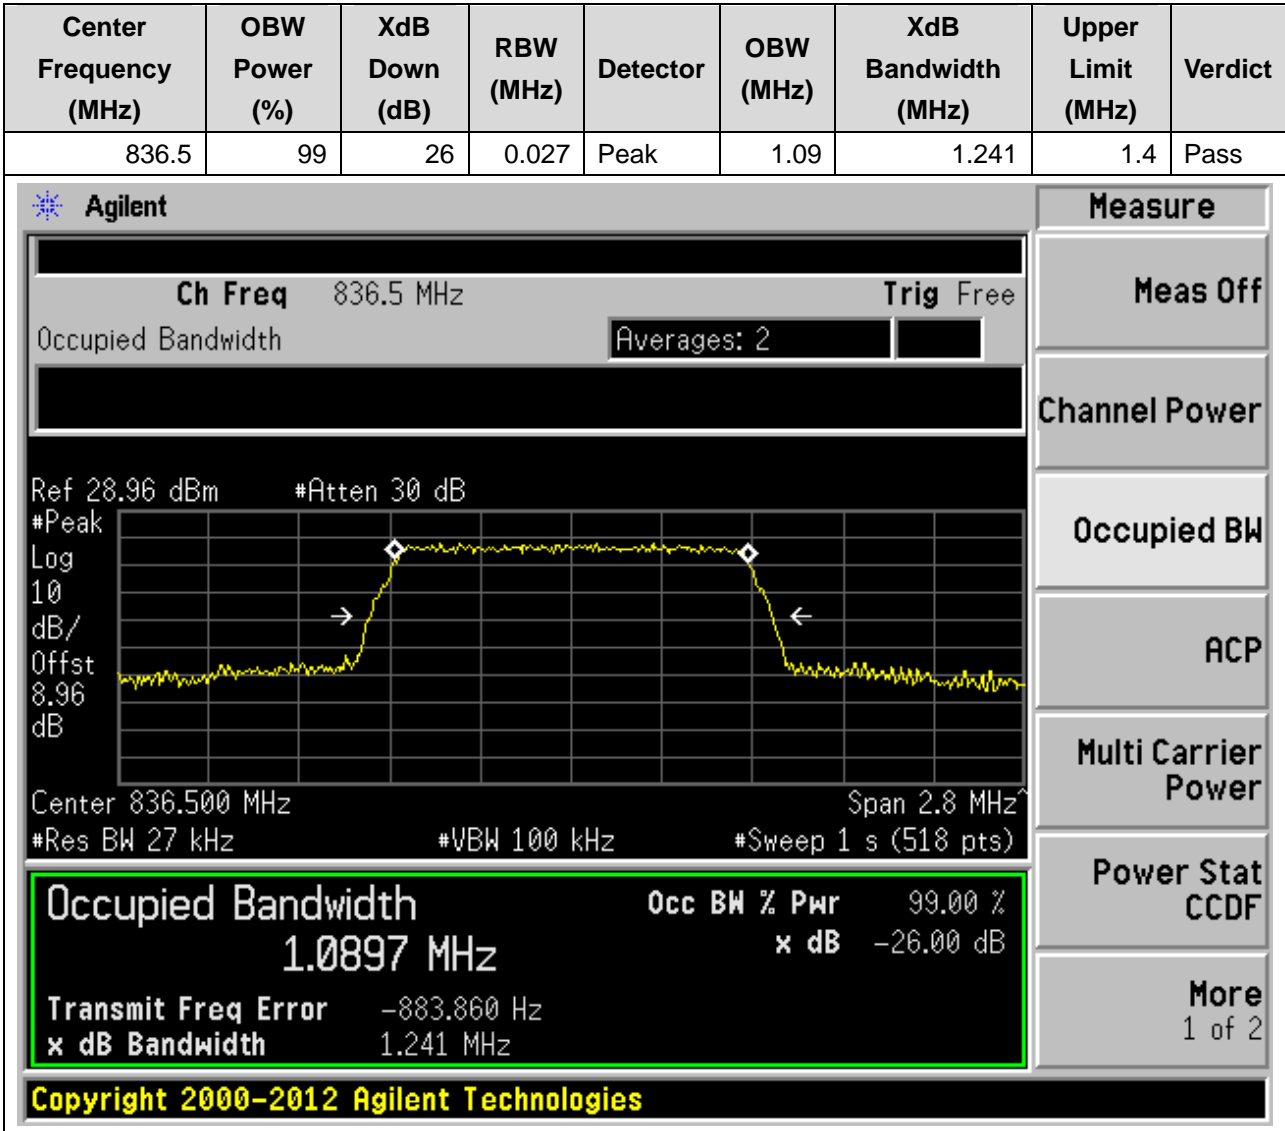 Center Frequency (MHz) OBW Power (%) XdB Down (dB) RBW (MHz) Detector OBW (MHz) XdB Bandwidth (MHz) Upper Limit (MHz) Verdict
836.5 99 26 0.027 Peak 1.09 1.241 1.4 Pass
Agilent
Measure
Ch Freq 836.5 MHz Trig Free
Occupied Bandwidth Averages: 2
Ref 28.96 dBm #Atten 30 dB
#Peak
Log
10
dB/
Offst
8.96
dB
Center 836.500 MHz Span 2.8 MHz^
#Res BW 27 kHz #VBW 100 kHz #Sweep 1 s (518 pts)
Occupied Bandwidth
1.0897 MHz
Occ BW % Pwr 99.00 %
x dB -26.00 dB
Transmit Freq Error -883.860 Hz
x dB Bandwidth 1.241 MHz
Meas Off
Channel Power
Occupied BW
ACP
Multi Carrier
Power
Power Stat
CCDF
More
1 of 2
Copyright 2000-2012 Agilent Technologies